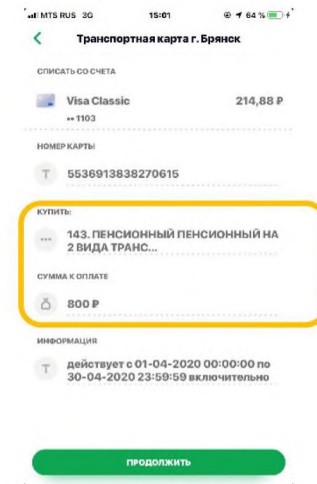 MTS RUS 3G 15:01 64 %
Транспортная карта г. Брянск
СПИСАТЬ СО СЧЕТА
Visa Classic 214,88 ₽
•• 1103
НОМЕР КАРТЫ
T 5536913838270615
КУПИТЬ:
143. ПЕНСИОННЫЙ ПЕНСИОННЫЙ НА
2 ВИДА ТРАНС...
СУММА К ОПЛАТЕ
800 ₽
ИНФОРМАЦИЯ
T действует с 01-04-2020 00:00:00 по
30-04-2020 23:59:59 включительно
ПРОДОЛЖИТЬ